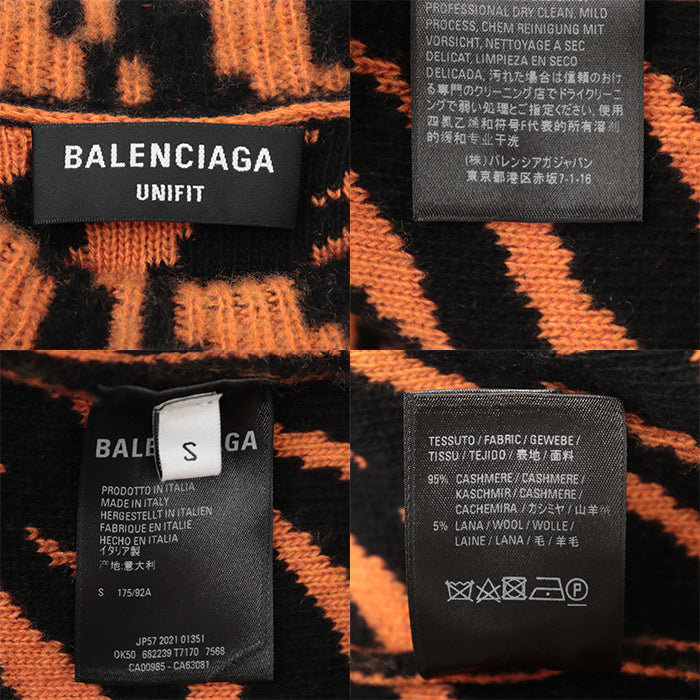 BALENCIAGA
UNIFIT
PROFESSIONAL DRY CLEAN, MILD
PROCESS, CHEM REINIGUNG MIT
VORSICHT, NETTOYAGE A SEC
DELICAT, LIMPIEZA EN SECO
DELICADA, 汚れた場合は信頼のおけ
る専門のクリーニング店でドライクリーニ
ングで弱い処理とご指定ください, 使用
四氯乙烯和符号F代表的所有溶剂
的缓和专业干洗
(株) バレンシアガジャパン
東京都港区赤坂7-1-16
BALE GA
S
PRODOTTO IN ITALIA
MADE IN ITALY
HERGESTELLT IN ITALIEN
FABRIQUE EN ITALIE
HECHO EN ITALIA
イタリア製
产地:意大利
S 175/92A
JP57 2021 01351
OK50 682239 T7170 7568
CA00985 - CA63081
TESSUTO / FABRIC / GEWEBE /
TISSU / TEJIDO / 表地 / 面料
95% CASHMERE / CASHMERE /
KASCHMIR / CASHMERE /
CACHEMIRA / カシミヤ / 山羊绒
5% LANA / WOOL / WOLLE /
LAINE / LANA / 毛 / 羊毛
P